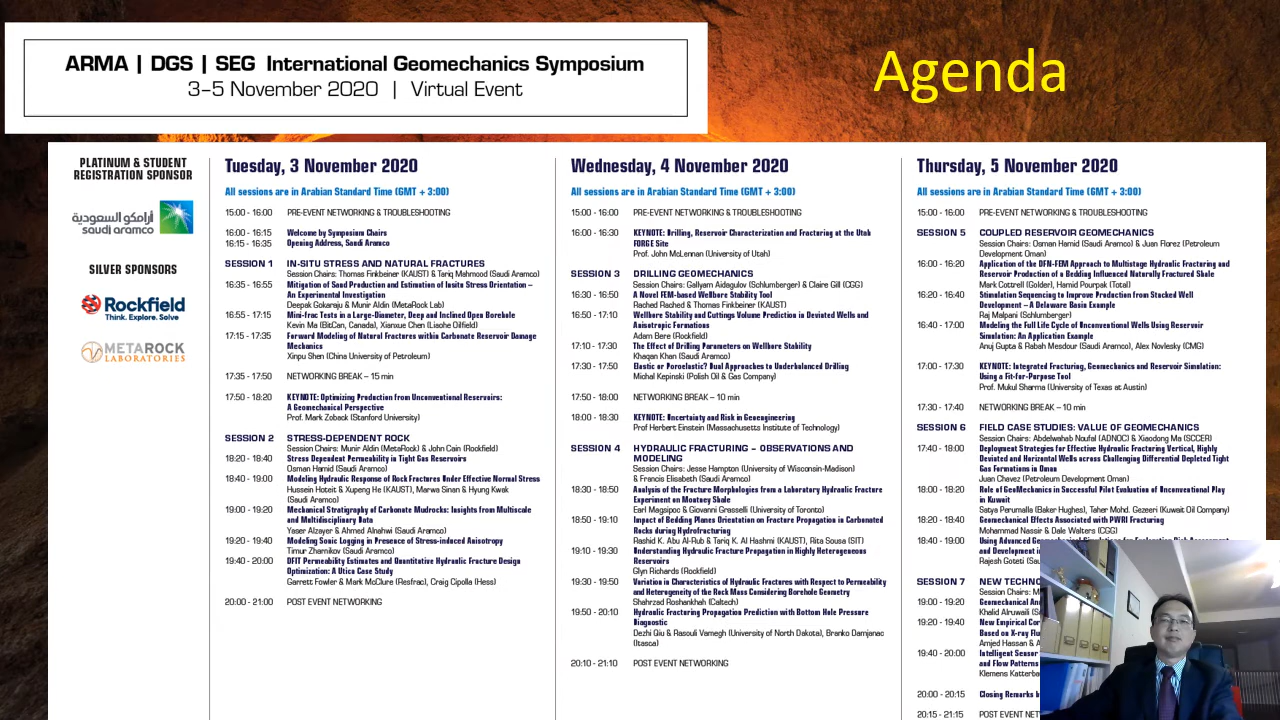 ARMA | DGS | SEG International Geomechanics Symposium
3–5 November 2020 | Virtual Event
Agenda
PLATINUM & STUDENT
REGISTRATION SPONSOR
أرامكو السعودية
saudi aramco
SILVER SPONSORS
Rockfield
Think. Explore. Solve
METAROCK
LABORATORIES
Tuesday, 3 November 2020
All sessions are in Arabian Standard Time (GMT + 3:00)
15:00 - 16:00 PRE-EVENT NETWORKING & TROUBLESHOOTING
16:00 - 16:15 Welcome by Symposium Chairs
16:15 - 16:35 Opening Address, Saudi Aramco
SESSION 1 IN-SITU STRESS AND NATURAL FRACTURES
Session Chairs: Thomas Finkbeiner (KAUST) & Tariq Mahmood (Saudi Aramco)
16:35 - 16:55 Mitigation of Sand Production and Estimation of Insitu Stress Orientation –
An Experimental Investigation
Deepak Gokaraju & Munir Aldin (MetaRock Lab)
16:55 - 17:15 Mini-frac Tests in a Large-Diameter, Deep and Inclined Open Borehole
Kevin Ma (BitCan, Canada), Xianxue Chen (Liaohe Oilfield)
17:15 - 17:35 Forward Modeling of Natural Fractures within Carbonate Reservoir Damage
Mechanics
Xinpu Shen (China University of Petroleum)
17:35 - 17:50 NETWORKING BREAK – 15 min
17:50 - 18:20 KEYNOTE: Optimizing Production from Unconventional Reservoirs:
A Geomechanical Perspective
Prof. Mark Zoback (Stanford University)
SESSION 2 STRESS-DEPENDENT ROCK
Session Chairs: Munir Aldin (MetaRock) & John Cain (Rockfield)
18:20 - 18:40 Stress Dependent Permeability in Tight Gas Reservoirs
Osman Hamid (Saudi Aramco)
18:40 - 19:00 Modeling Hydraulic Response of Rock Fractures Under Effective Normal Stress
Hussein Hoteit & Xupeng He (KAUST), Marwa Sinan & Hyung Kwak
(Saudi Aramco)
19:00 - 19:20 Mechanical Stratigraphy of Carbonate Mudrocks: Insights from Multiscale
and Multidisciplinary Data
Yaser Alzayer & Ahmed Alnahwi (Saudi Aramco)
19:20 - 19:40 Modeling Sonic Logging in Presence of Stress-induced Anisotropy
Timur Zharnikov (Saudi Aramco)
19:40 - 20:00 DFIT Permeability Estimates and Quantitative Hydraulic Fracture Design
Optimization: A Utica Case Study
Garrett Fowler & Mark McClure (Resfrac), Craig Cipolla (Hess)
20:00 - 21:00 POST EVENT NETWORKING
Wednesday, 4 November 2020
All sessions are in Arabian Standard Time (GMT + 3:00)
15:00 - 16:00 PRE-EVENT NETWORKING & TROUBLESHOOTING
16:00 - 16:30 KEYNOTE: Drilling, Reservoir Characterization and Fracturing at the Utah
FORGE Site
Prof. John McLennan (University of Utah)
SESSION 3 DRILLING GEOMECHANICS
Session Chairs: Gallyam Aidagulov (Schlumberger) & Claire Gill (CGG)
16:30 - 16:50 A Novel FEM-based Wellbore Stability Tool
Rached Rached & Thomas Finkbeiner (KAUST)
16:50 - 17:10 Wellbore Stability and Cuttings Volume Prediction in Deviated Wells and
Anisotropic Formations
Adam Bere (Rockfield)
17:10 - 17:30 The Effect of Drilling Parameters on Wellbore Stability
Khaqan Khan (Saudi Aramco)
17:30 - 17:50 Elastic or Poroelastic? Dual Approaches to Underbalanced Drilling
Michal Kepinski (Polish Oil & Gas Company)
17:50 - 18:00 NETWORKING BREAK – 10 min
18:00 - 18:30 KEYNOTE: Uncertainty and Risk in Geoengineering
Prof Herbert Einstein (Massachusetts Institute of Technology)
SESSION 4 HYDRAULIC FRACTURING – OBSERVATIONS AND
MODELING
Session Chairs: Jesse Hampton (University of Wisconsin-Madison)
& Francis Elisabeth (Saudi Aramco)
18:30 - 18:50 Analysis of the Fracture Morphologies from a Laboratory Hydraulic Fracture
Experiment on Montney Shale
Earl Magsipoc & Giovanni Grasselli (University of Toronto)
18:50 - 19:10 Impact of Bedding Planes Orientation on Fracture Propagation in Carbonated
Rocks during Hydrofracturing
Rashid K. Abu Al-Rub & Tariq K. Al Hashmi (KAUST), Rita Sousa (SIT)
19:10 - 19:30 Understanding Hydraulic Fracture Propagation in Highly Heterogeneous
Reservoirs
Glyn Richards (Rockfield)
19:30 - 19:50 Variation in Characteristics of Hydraulic Fractures with Respect to Permeability
and Heterogeneity of the Rock Mass Considering Borehole Geometry
Shahrzad Roshankhah (Caltech)
19:50 - 20:10 Hydraulic Fracturing Propagation Prediction with Bottom Hole Pressure
Diagnostic
Dezhi Qiu & Rasouli Vamegh (University of North Dakota), Branko Damjanac
(Itasca)
20:10 - 21:10 POST EVENT NETWORKING
Thursday, 5 November 2020
All sessions are in Arabian Standard Time (GMT + 3:00)
15:00 - 16:00 PRE-EVENT NETWORKING & TROUBLESHOOTING
SESSION 5 COUPLED RESERVOIR GEOMECHANICS
Session Chairs: Osman Hamid (Saudi Aramco) & Juan Florez (Petroleum
Development Oman)
16:00 - 16:20 Application of the DFN-FEM Approach to Multistage Hydraulic Fracturing and
Reservoir Production of a Bedding Influenced Naturally Fractured Shale
Mark Cottrell (Golder), Hamid Pourpak (Total)
16:20 - 16:40 Stimulation Sequencing to Improve Production from Stacked Well
Development – A Delaware Basin Example
Raj Malpani (Schlumberger)
16:40 - 17:00 Modeling the Full Life Cycle of Unconventional Wells Using Reservoir
Simulation: An Application Example
Anuj Gupta & Rabah Mesdour (Saudi Aramco), Alex Novlesky (CMG)
17:00 - 17:30 KEYNOTE: Integrated Fracturing, Geomechanics and Reservoir Simulation:
Using a Fit-for-Purpose Tool
Prof. Mukul Sharma (University of Texas at Austin)
17:30 - 17:40 NETWORKING BREAK – 10 min
SESSION 6 FIELD CASE STUDIES: VALUE OF GEOMECHANICS
Session Chairs: Abdelwahab Noufal (ADNOC) & Xiaodong Ma (SCCER)
17:40 - 18:00 Deployment Strategies for Effective Hydraulic Fracturing Vertical, Highly
Deviated and Horizontal Wells across Challenging Differential Depleted Tight
Gas Formations in Oman
Juan Chavez (Petroleum Development Oman)
18:00 - 18:20 Role of GeoMechanics in Successful Pilot Evaluation of Unconventional Play
in Kuwait
Satya Perumalla (Baker Hughes), Taher Mohd. Gezeeri (Kuwait Oil Company)
18:20 - 18:40 Geomechanical Effects Associated with PWRI Fracturing
Mohammad Nassir & Dale Walters (CGG)
18:40 - 19:00 Using Advanced
and Development i
Rajesh Goteti (Sau
SESSION 7 NEW TECHNO
Session Chairs: M
19:00 - 19:20 Geomechanical An
Khalid Alruwaili (S
19:20 - 19:40 New Empirical Cor
Based on X-ray Flu
Amjed Hassan & A
19:40 - 20:00 Intelligent Sensor
and Flow Patterns
Klemens Katterba
20:00 - 20:15 Closing Remarks b
20:15 - 21:15 POST EVENT NET